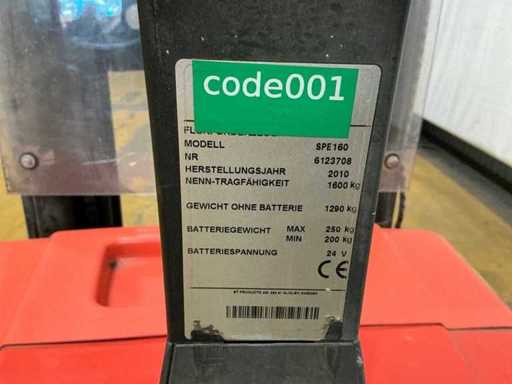 code001
MODELL SPE160
NR 6123708
HERSTELLUNGSJAHR 2010
NENN-TRAGFÄHIGKEIT 1600 kg
GEWICHT OHNE BATTERIE 1290 kg
BATTERIEGEWICHT MAX 250 kg
MIN 200 kg
BATTERIESPANNUNG 24 V
CE